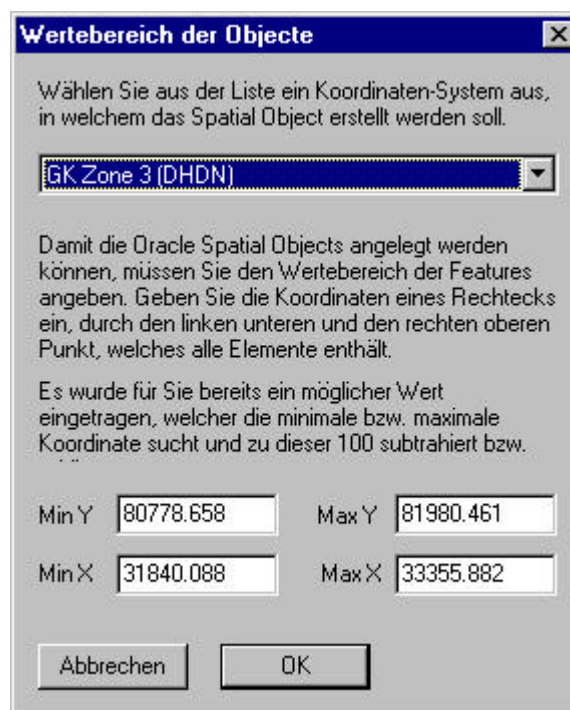 Wertebereich der Objecte
Wählen Sie aus der Liste ein Koordinaten-System aus,
in welchem das Spatial Object erstellt werden soll.
GK Zone 3 (DHDN)
Damit die Oracle Spatial Objects angelegt werden
können, müssen Sie den Wertebereich der Features
angeben. Geben Sie die Koordinaten eines Rechtecks
ein, durch den linken unteren und den rechten oberen
Punkt, welches alle Elemente enthält.
Es wurde für Sie bereits ein möglicher Wert
eingetragen, welcher die minimale bzw. maximale
Koordinate sucht und zu dieser 100 subtrahiert bzw.
Min Y 80778.658 Max Y 81980.461
Min X 31840.088 Max X 33355.882
Abbrechen OK